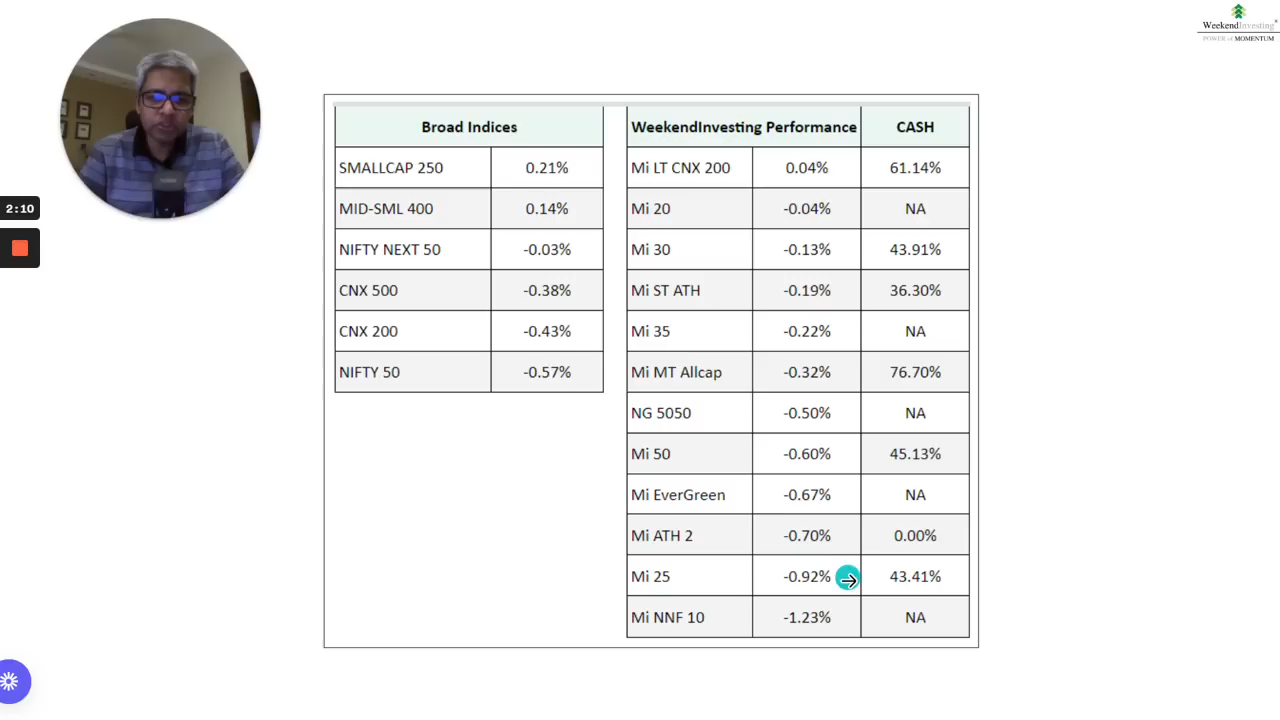 WeekendInvesting
POWER of MOMENTUM
2:10
Broad Indices
SMALLCAP 250 0.21%
MID-SML 400 0.14%
NIFTY NEXT 50 -0.03%
CNX 500 -0.38%
CNX 200 -0.43%
NIFTY 50 -0.57%
WeekendInvesting Performance CASH
Mi LT CNX 200 0.04% 61.14%
Mi 20 -0.04% NA
Mi 30 -0.13% 43.91%
Mi ST ATH -0.19% 36.30%
Mi 35 -0.22% NA
Mi MT Allcap -0.32% 76.70%
NG 5050 -0.50% NA
Mi 50 -0.60% 45.13%
Mi EverGreen -0.67% NA
Mi ATH 2 -0.70% 0.00%
Mi 25 -0.92% 43.41%
Mi NNF 10 -1.23% NA